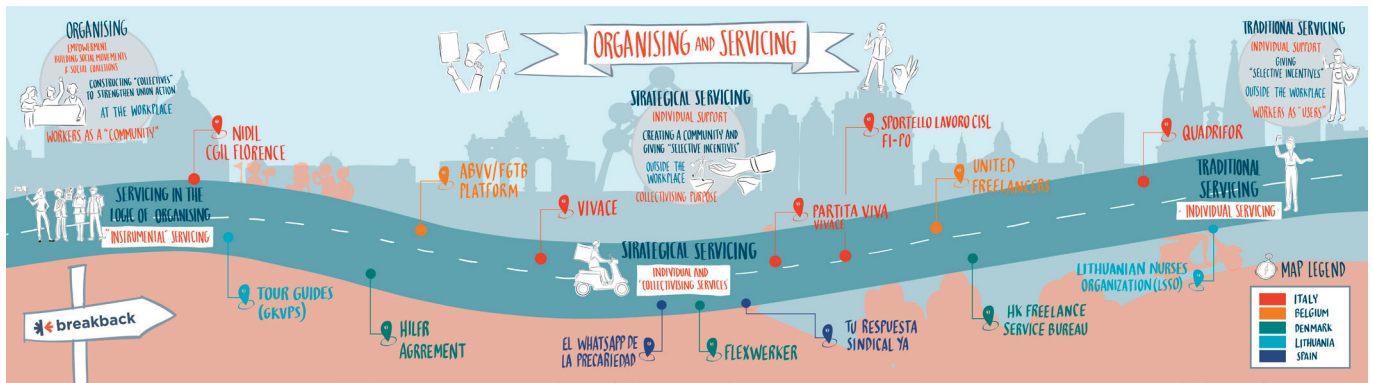 ORGANISING AND SERVICING
ORGANISING
EMPOWERMENT
BUILDING SOCIAL MOVEMENTS
& SOCIAL COALITIONS
CONSTRUCTING "COLLECTIVES"
TO STRENGTHEN UNION ACTION
AT THE WORKPLACE
WORKERS AS A "COMMUNITY"
STRATEGICAL SERVICING
INDIVIDUAL SUPPORT
CREATING A COMMUNITY AND
GIVING "SELECTIVE INCENTIVES"
OUTSIDE THE
WORKPLACE
COLLECTIVISING PURPOSE
TRADITIONAL SERVICING
INDIVIDUAL SUPPORT
GIVING
"SELECTIVE INCENTIVES"
OUTSIDE THE WORKPLACE
WORKERS AS "USERS"
NIDIL
CGIL FLORENCE
ABVV/FGTB
PLATFORM
VIVACE
SPORTELLO LAVORO CISL
FI-PO
PARTITA VIVA
VIVACE
UNITED
FREELANCERS
QUADRIFOR
SERVICING IN THE
LOGIC OF ORGANISING
"INSTRUMENTAL" SERVICING
STRATEGICAL SERVICING
INDIVIDUAL AND
COLLECTIVISING SERVICES
TRADITIONAL
SERVICING
INDIVIDUAL SERVICING
TOUR GUIDES
(GKVPS)
HILFR
AGRREMENT
EL WHATSAPP DE
LA PRECARIEDAD
FLEXWERKER
TU RESPUESTA
SINDICAL YA
HK FREELANCE
SERVICE BUREAU
LITHUANIAN NURSES
ORGANIZATION (LSSO)
breakback
MAP LEGEND
ITALY
BELGIUM
DENMARK
LITHUANIA
SPAIN